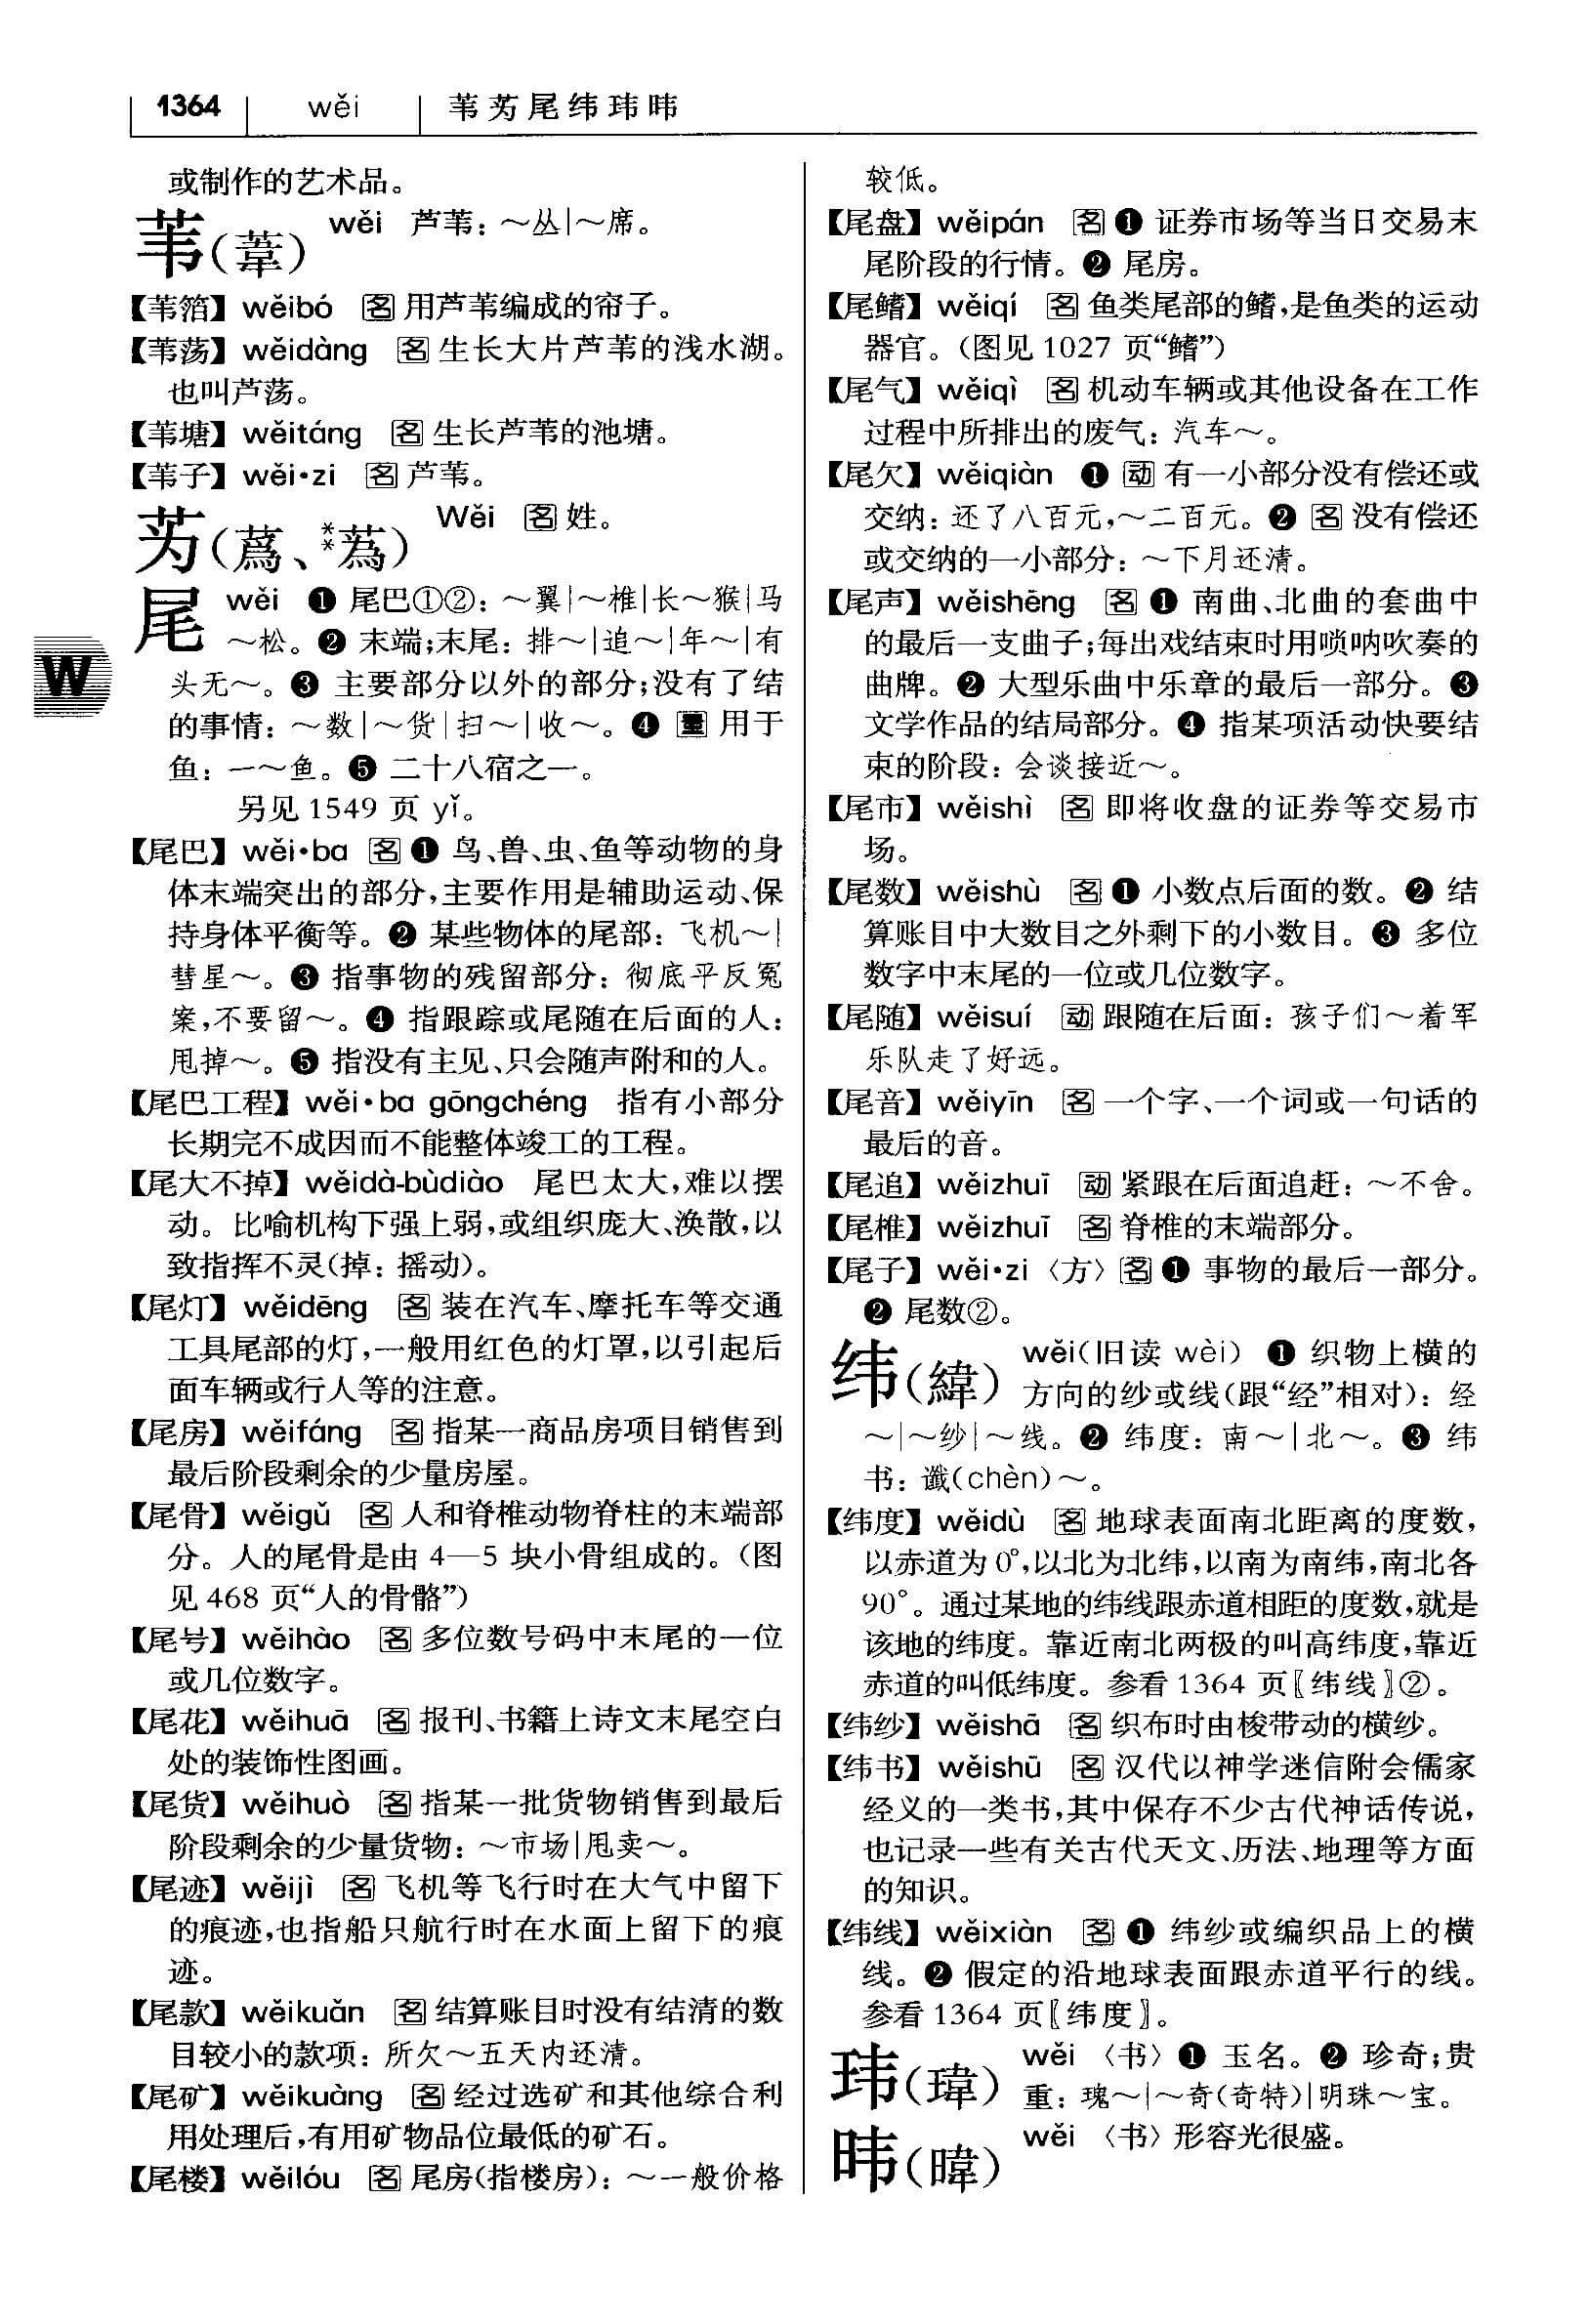 1364 wěi 苇䓕尾纬玮㬙
或制作的艺术品。
苇(葦) wěi 芦苇：～丛|～席。
【苇箔】 wěibó 名 用芦苇编成的帘子。
【苇荡】 wěidàng 名 生长大片芦苇的浅水湖。
也叫芦荡。
【苇塘】 wěitáng 名 生长芦苇的池塘。
【苇子】 wěi•zi 名 芦苇。
(蔿、**蒍) Wěi 名 姓。
尾 wěi ❶ 尾巴①②：～翼|～椎|长～猴|马
～松。❷ 末端;末尾：排～|追～|年～|有
头无～。❸ 主要部分以外的部分;没有了结
的事情：～数|～货|扫～|收～。❹ 量 用于
鱼：一～鱼。❺ 二十八宿之一。
另见 1549 页 yǐ。
【尾巴】 wěi•ba 名 ❶ 鸟、兽、虫、鱼等动物的身
体末端突出的部分,主要作用是辅助运动、保
持身体平衡等。❷ 某些物体的尾部：飞机～|
彗星～。❸ 指事物的残留部分：彻底平反冤
案,不要留～。❹ 指跟踪或尾随在后面的人：
甩掉～。❺ 指没有主见、只会随声附和的人。
【尾巴工程】 wěi•ba gōngchéng 指有小部分
长期完不成因而不能整体竣工的工程。
【尾大不掉】 wěidà-bùdiào 尾巴太大,难以摆
动。比喻机构下强上弱,或组织庞大、涣散,以
致指挥不灵(掉：摇动)。
【尾灯】 wěidēng 名 装在汽车、摩托车等交通
工具尾部的灯,一般用红色的灯罩,以引起后
面车辆或行人等的注意。
【尾房】 wěifáng 名 指某一商品房项目销售到
最后阶段剩余的少量房屋。
【尾骨】 wěigǔ 名 人和脊椎动物脊柱的末端部
分。人的尾骨是由 4—5 块小骨组成的。(图
见 468 页“人的骨骼”)
【尾号】 wěihào 名 多位数号码中末尾的一位
或几位数字。
【尾花】 wěihuā 名 报刊、书籍上诗文末尾空白
处的装饰性图画。
【尾货】 wěihuò 名 指某一批货物销售到最后
阶段剩余的少量货物：～市场|甩卖～。
【尾迹】 wěijì 名 飞机等飞行时在大气中留下
的痕迹,也指船只航行时在水面上留下的痕
迹。
【尾款】 wěikuǎn 名 结算账目时没有结清的数
目较小的款项：所欠～五天内还清。
【尾矿】 wěikuàng 名 经过选矿和其他综合利
用处理后,有用矿物品位最低的矿石。
【尾楼】 wěilóu 名 尾房(指楼房)：～一般价格
W
较低。
【尾盘】 wěipán 名 ❶ 证券市场等当日交易末
尾阶段的行情。❷ 尾房。
【尾鳍】 wěiqí 名 鱼类尾部的鳍,是鱼类的运动
器官。(图见 1027 页“鳍”)
【尾气】 wěiqì 名 机动车辆或其他设备在工作
过程中所排出的废气：汽车～。
【尾欠】 wěiqiàn ❶ 动 有一小部分没有偿还或
交纳：还了八百元,～二百元。❷ 名 没有偿还
或交纳的一小部分：～下月还清。
【尾声】 wěishēng 名 ❶ 南曲、北曲的套曲中
的最后一支曲子;每出戏结束时用唢呐吹奏的
曲牌。❷ 大型乐曲中乐章的最后一部分。❸
文学作品的结局部分。❹ 指某项活动快要结
束的阶段：会谈接近～。
【尾市】 wěishì 名 即将收盘的证券等交易市
场。
【尾数】 wěishù 名 ❶ 小数点后面的数。❷ 结
算账目中大数目之外剩下的小数目。❸ 多位
数字中末尾的一位或几位数字。
【尾随】 wěisuí 动 跟随在后面：孩子们～着军
乐队走了好远。
【尾音】 wěiyīn 名 一个字、一个词或一句话的
最后的音。
【尾追】 wěizhuī 动 紧跟在后面追赶：～不舍。
【尾椎】 wěizhuī 名 脊椎的末端部分。
【尾子】 wěi•zi 〈方〉 名 ❶ 事物的最后一部分。
❷ 尾数②。
纬(緯) wěi(旧读 wèi) ❶ 织物上横的
方向的纱或线(跟“经”相对)：经
～|～纱|～线。❷ 纬度：南～|北～。❸ 纬
书：谶(chèn)～。
【纬度】 wěidù 名 地球表面南北距离的度数,
以赤道为 0°,以北为北纬,以南为南纬,南北各
90°。通过某地的纬线跟赤道相距的度数,就是
该地的纬度。靠近南北两极的叫高纬度,靠近
赤道的叫低纬度。参看 1364 页〖纬线〗②。
【纬纱】 wěishā 名 织布时由梭带动的横纱。
【纬书】 wěishū 名 汉代以神学迷信附会儒家
经义的一类书,其中保存不少古代神话传说,
也记录一些有关古代天文、历法、地理等方面
的知识。
【纬线】 wěixiàn 名 ❶ 纬纱或编织品上的横
线。❷ 假定的沿地球表面跟赤道平行的线。
参看 1364 页〖纬度〗。
玮(瑋) wěi 〈书〉 ❶ 玉名。❷ 珍奇;贵
重：瑰～|～奇(奇特)|明珠～宝。
(暐) wěi 〈书〉 形容光很盛。